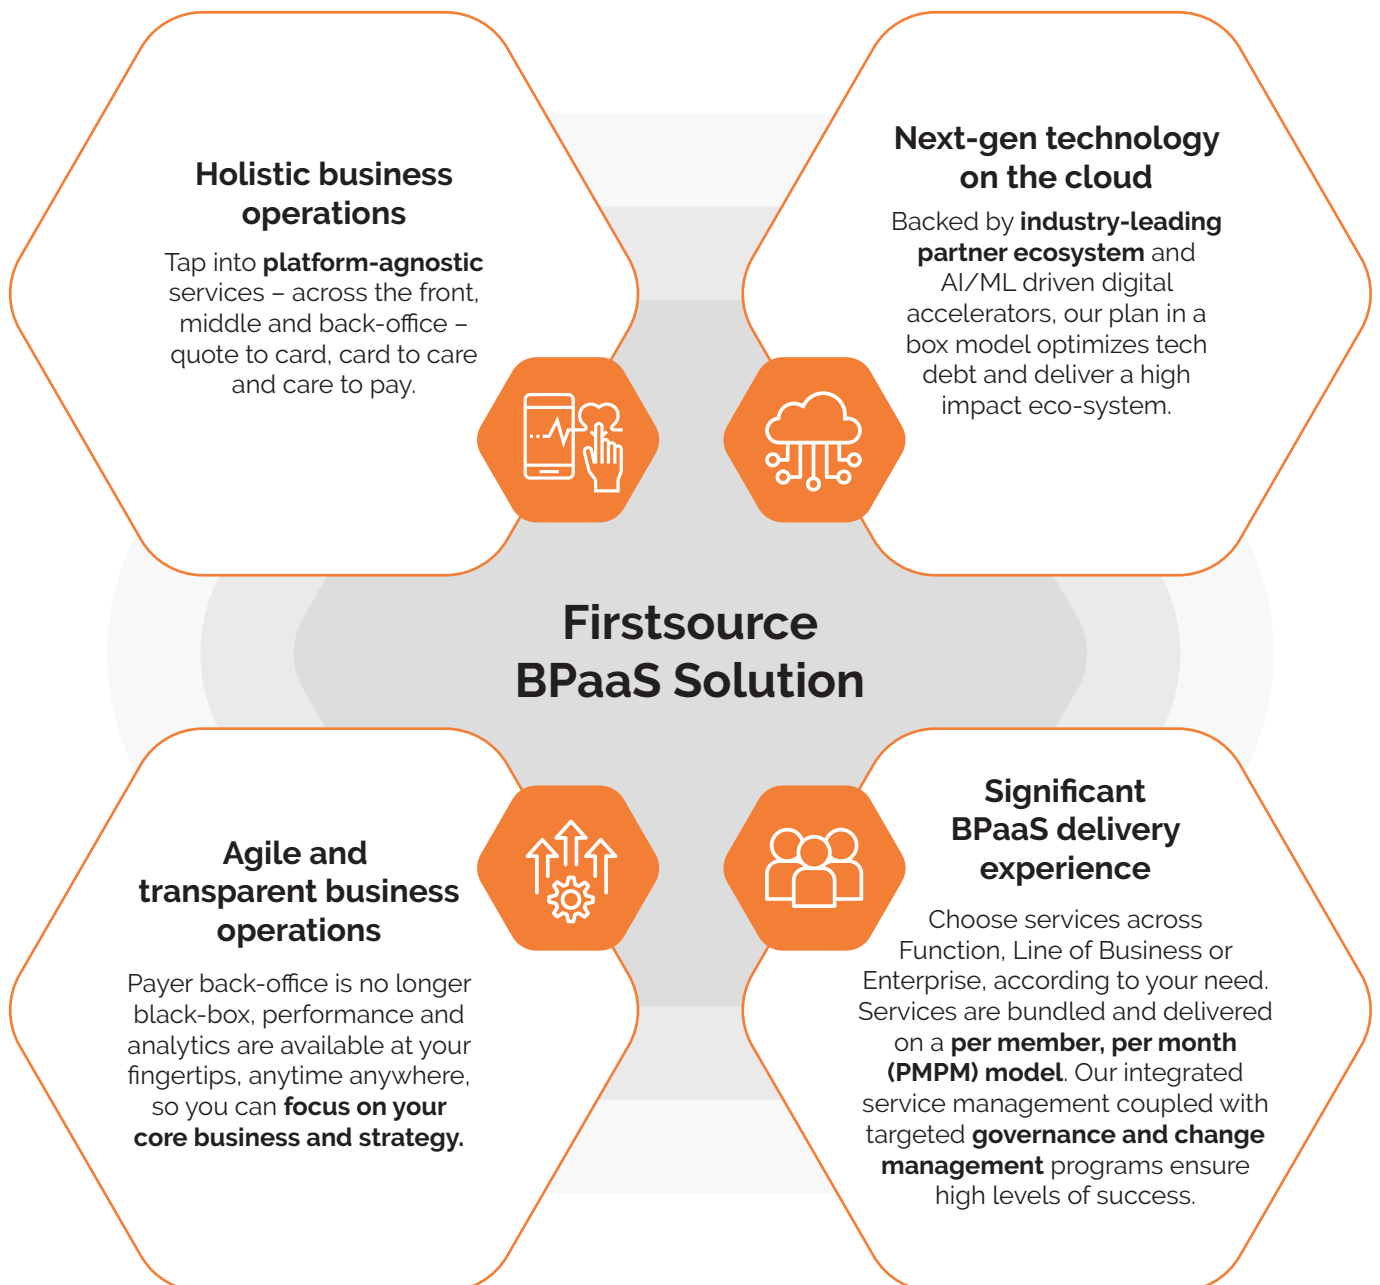 Holistic business
operations
Tap into platform-agnostic
services – across the front,
middle and back-office –
quote to card, card to care
and care to pay.
Next-gen technology
on the cloud
Backed by industry-leading
partner ecosystem and
AI/ML driven digital
accelerators, our plan in a
box model optimizes tech
debt and deliver a high
impact eco-system.
Firstsource
BPaaS Solution
Agile and
transparent business
operations
Payer back-office is no longer
black-box, performance and
analytics are available at your
fingertips, anytime anywhere,
so you can focus on your
core business and strategy.
Significant
BPaaS delivery
experience
Choose services across
Function, Line of Business or
Enterprise, according to your need.
Services are bundled and delivered
on a per member, per month
(PMPM) model. Our integrated
service management coupled with
targeted governance and change
management programs ensure
high levels of success.